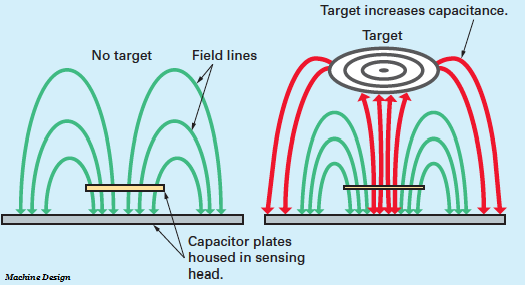 Target increases capacitance.
No target
Field lines
Target
Capacitor plates
housed in sensing
head.
Machine Design